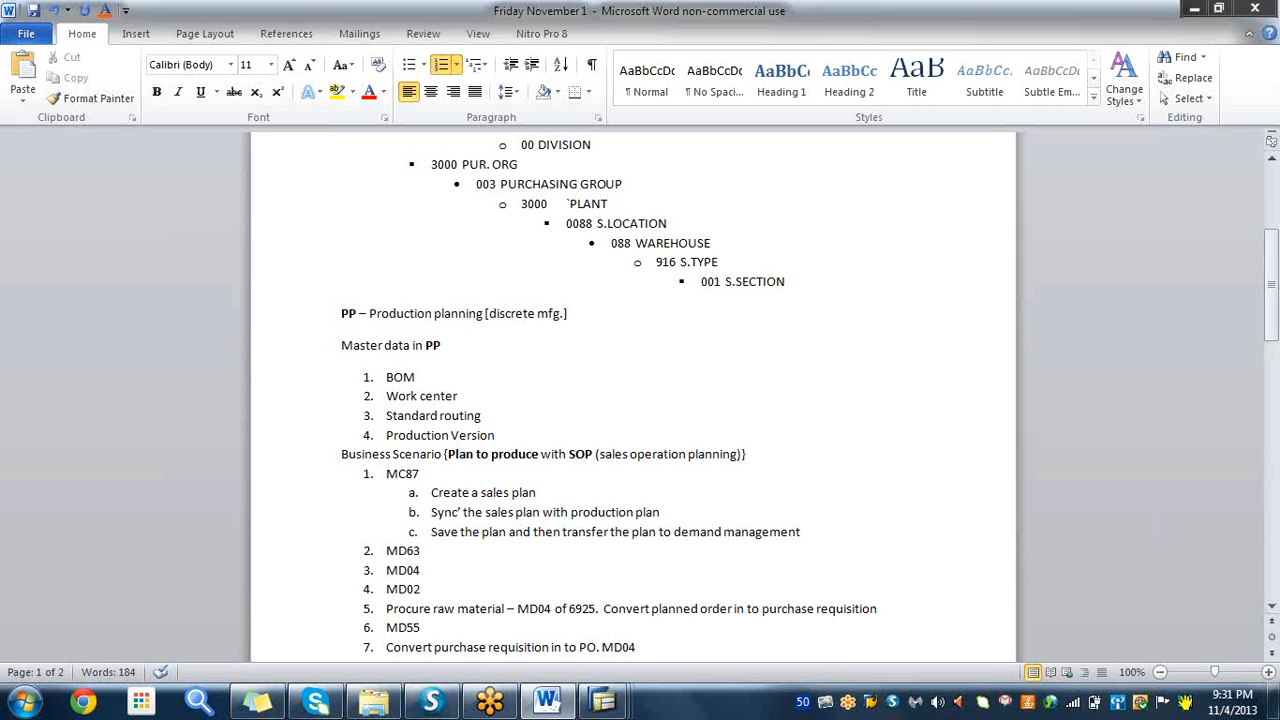 Friday November1 - Microsoft Word non-commercial use
File Home Insert Page Layout References Mailings Review View Nitro Pro 8
Paste
Cut
Copy
Format Painter
Clipboard
Calibri (Body) 11
Font
Paragraph
AaBbCcDc AaBbCcDc AaBbCc AaBbCc AaB AaBbCc. AaBbCcDc
¶ Normal ¶ No Spaci... Heading 1 Heading 2 Title Subtitle Subtle Em...
Change Styles
Styles
Find
Replace
Select
Editing
o 00 DIVISION
▪ 3000 PUR. ORG
• 003 PURCHASING GROUP
o 3000 `PLANT
▪ 0088 S.LOCATION
• 088 WAREHOUSE
o 916 S.TYPE
▪ 001 S.SECTION
PP – Production planning [discrete mfg.]
Master data in PP
1. BOM
2. Work center
3. Standard routing
4. Production Version
Business Scenario {Plan to produce with SOP (sales operation planning)}
1. MC87
a. Create a sales plan
b. Sync’ the sales plan with production plan
c. Save the plan and then transfer the plan to demand management
2. MD63
3. MD04
4. MD02
5. Procure raw material – MD04 of 6925. Convert planned order in to purchase requisition
6. MD55
7. Convert purchase requisition in to PO. MD04
Page: 1 of 2 Words: 184 100%
50
9:31 PM
11/4/2013